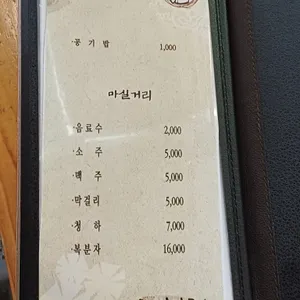 ·공기밥 1,000
마실거리
·음료수 2,000
·소주 5,000
·맥주 5,000
·막걸리 5,000
·청하 7,000
·복분자 16,000